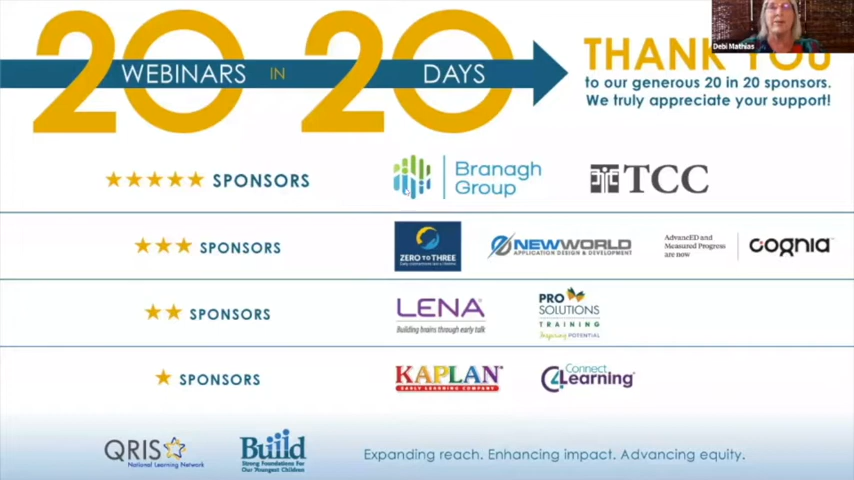 20 WEBINARS IN 20 DAYS
THANK YOU
to our generous 20 in 20 sponsors.
We truly appreciate your support!
Debi Mathias
SPONSORS
Branagh
Group
TCC
SPONSORS
ZERO TO THREE
NEWWORLD
APPLICATION DESIGN & DEVELOPMENT
AdvancED and
Measured Progress
are now
cognia
SPONSORS
LENA
Building brains through early talk
PRO
SOLUTIONS
TRAINING
Inspiring POTENTIAL
SPONSORS
KAPLAN
EARLY LEARNING COMPANY
Connect
4Learning
QRIS
National Learning Network
Build
Strong Foundations For
Our Youngest Children
Expanding reach. Enhancing impact. Advancing equity.